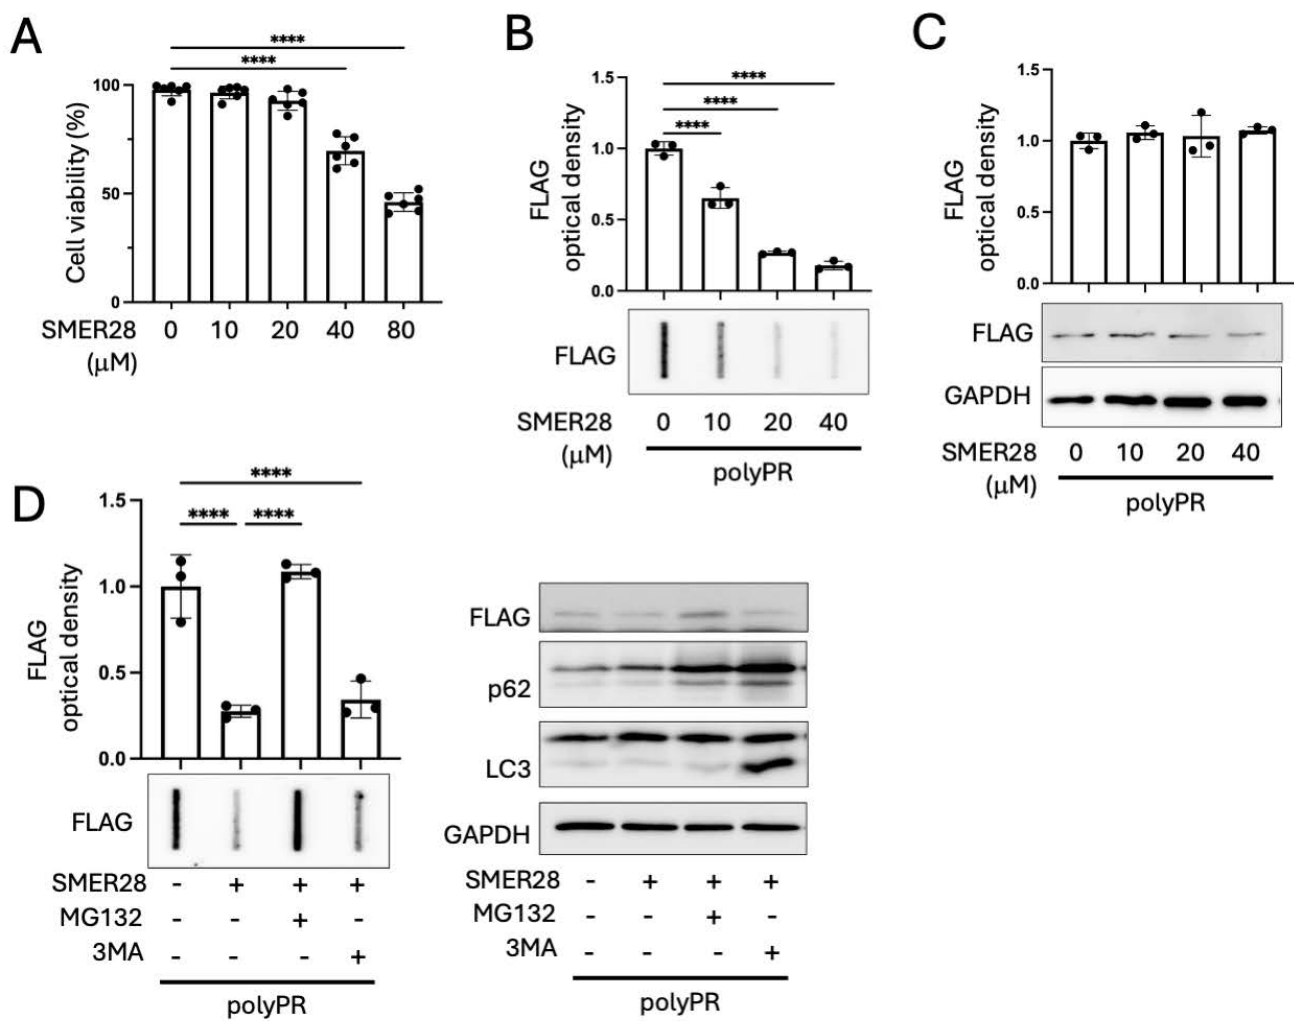 A
****
****
100
50
0
Cell viability (%)
SMER28 0 10 20 40 80
(μM)
B
****
****
****
1.5
1.0
0.5
0.0
FLAG
optical density
FLAG
SMER28 0 10 20 40
(μM)
polyPR
C
1.5
1.0
0.5
0.0
FLAG
optical density
FLAG
GAPDH
SMER28 0 10 20 40
(μM)
polyPR
D
****
**** ****
1.5
1.0
0.5
0.0
FLAG
optical density
FLAG
SMER28 - + + +
MG132 - - + -
3MA - - - +
polyPR
FLAG
p62
LC3
GAPDH
SMER28 - + + +
MG132 - - + -
3MA - - - +
polyPR